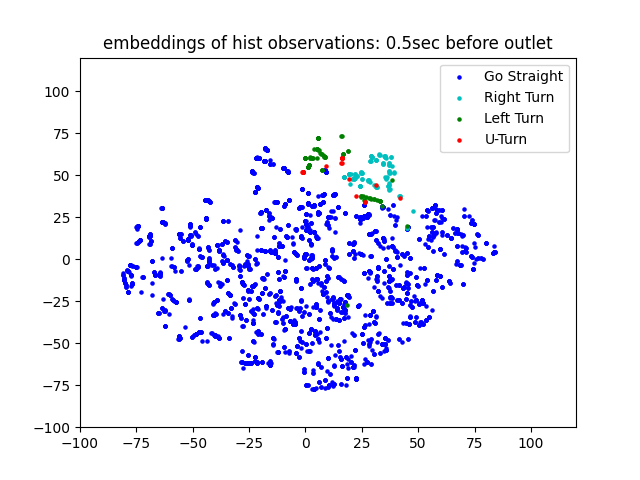 embeddings of hist observations: 0.5sec before outlet
Go Straight
Right Turn
Left Turn
U-Turn
100
75
50
25
0
−25
−50
−75
−100
−100 −75 −50 −25 0 25 50 75 100